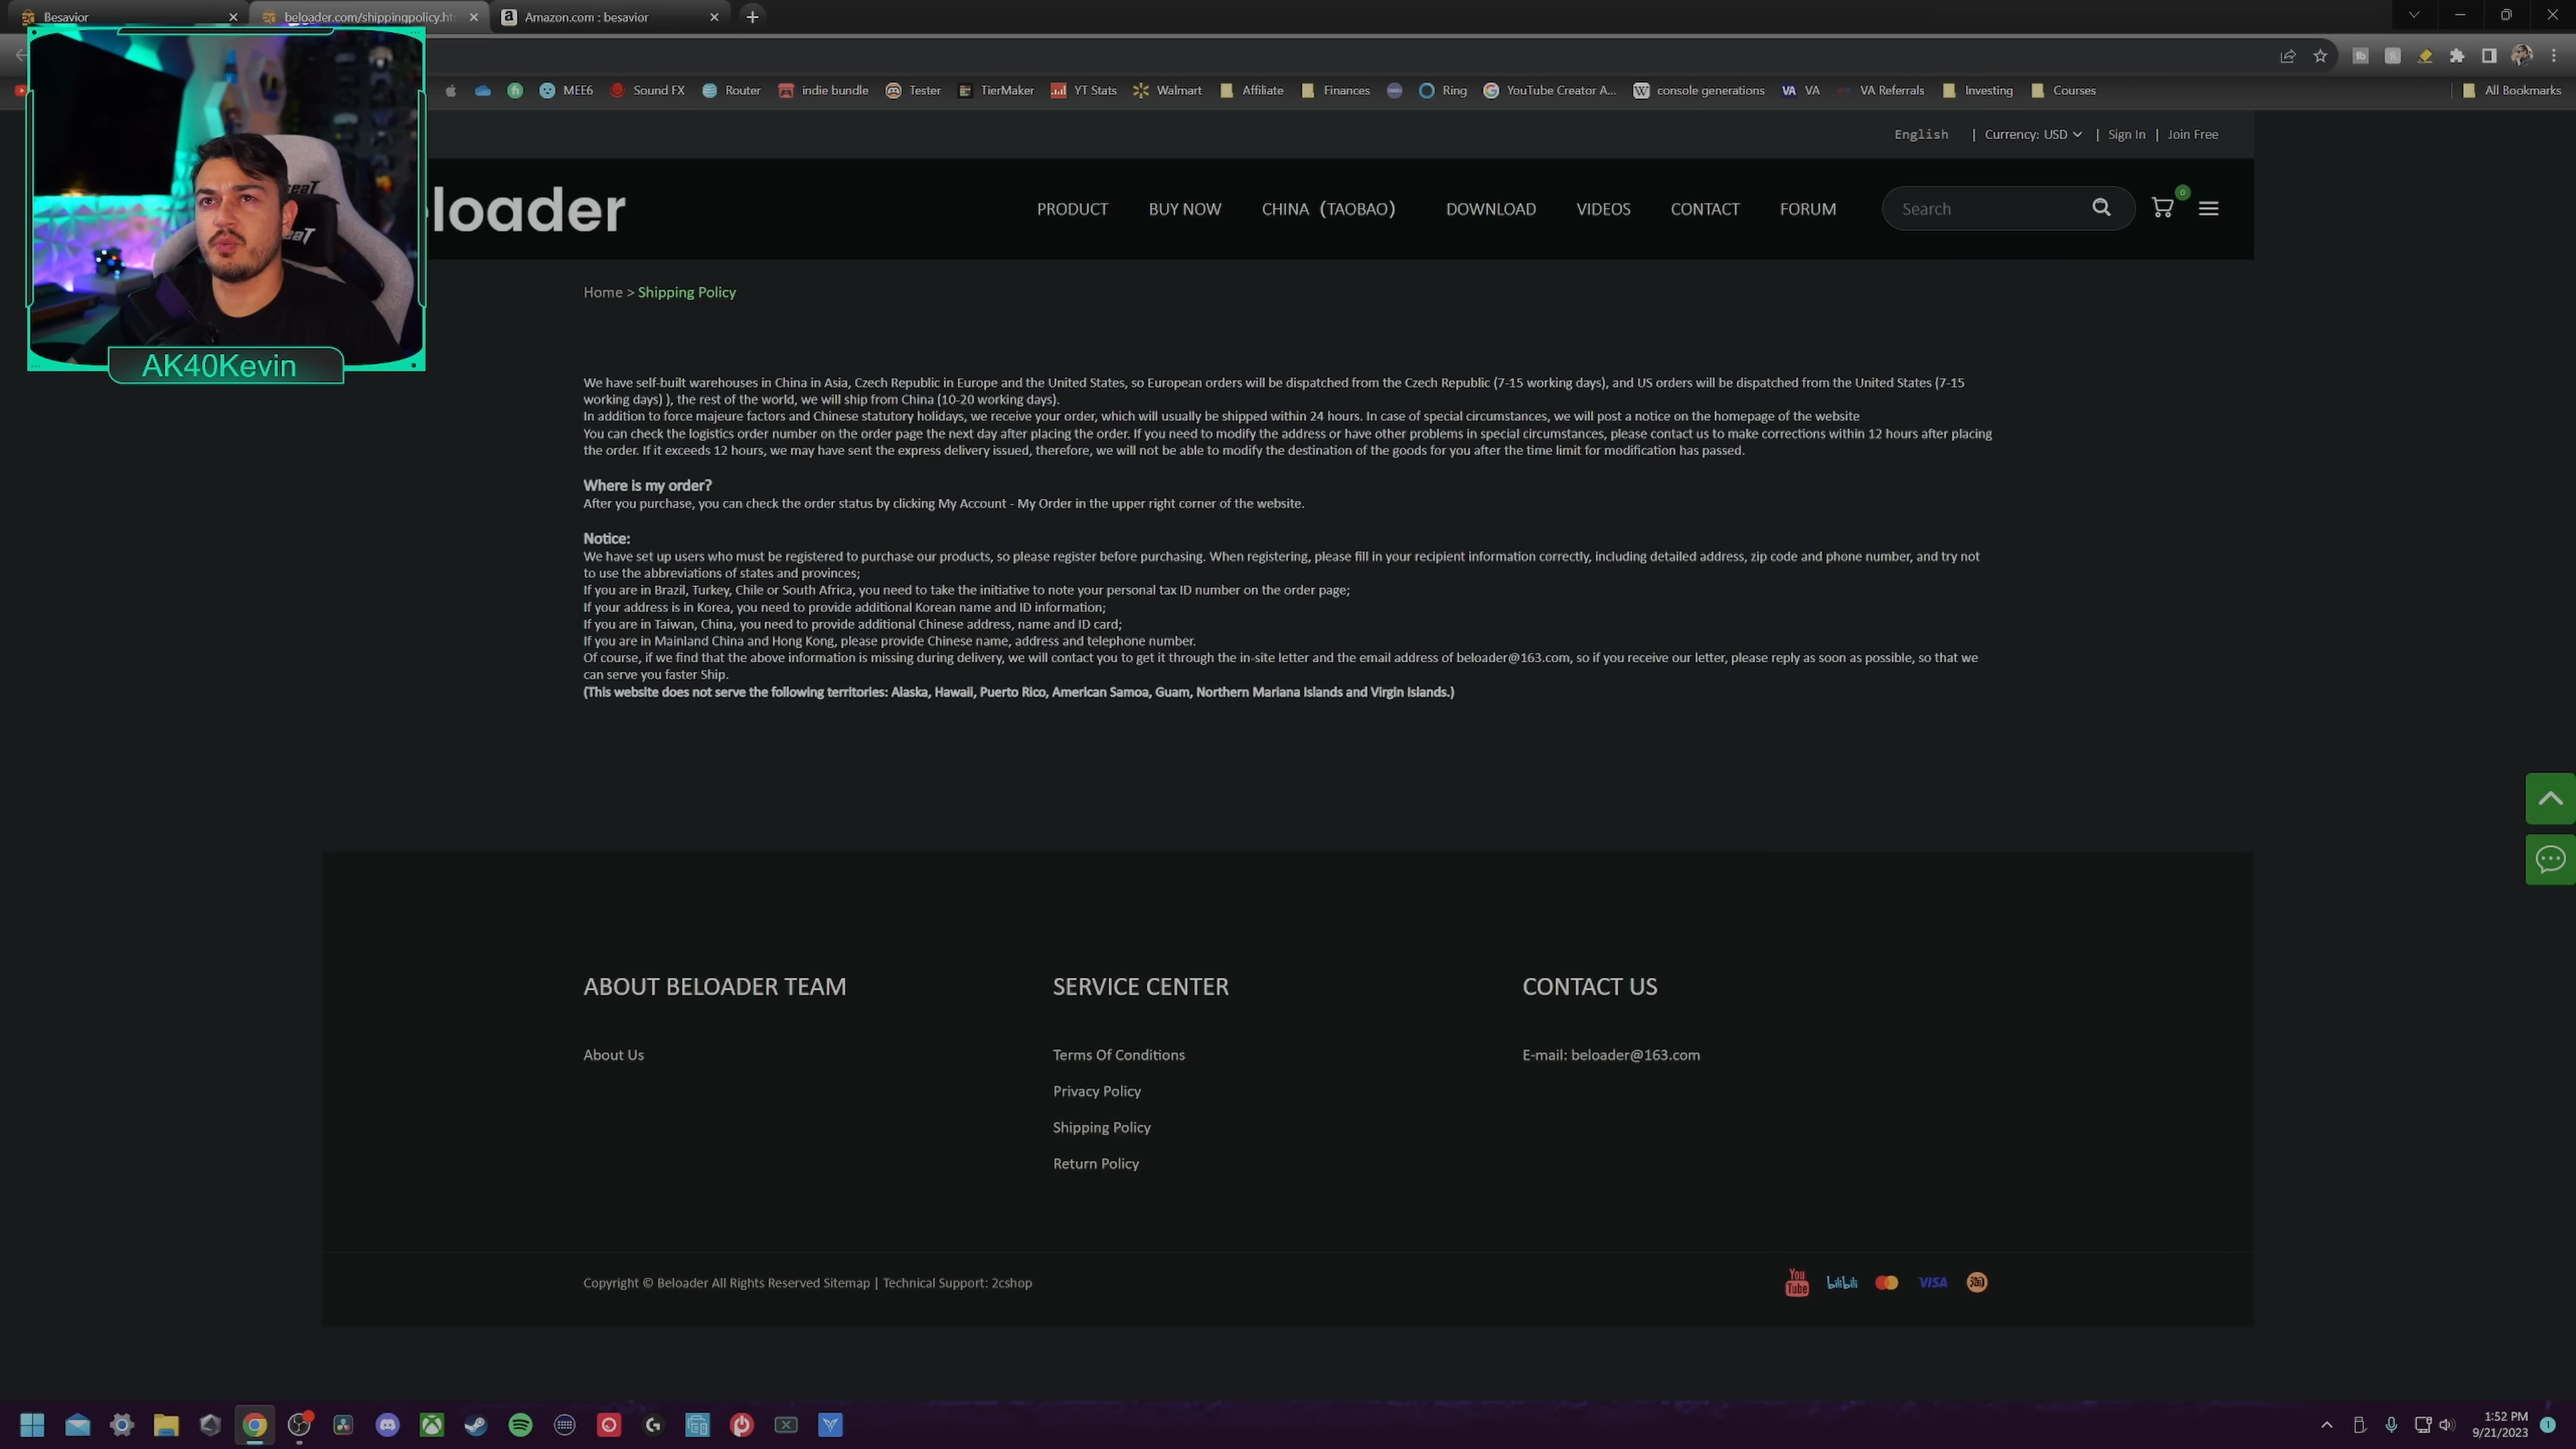 Besavior
beloader.com/shippingpolicy.ht
Amazon.com : besavior
MEE6
Sound FX
Router
indie bundle
Tester
TierMaker
YT Stats
Walmart
Affiliate
Finances
Ring
YouTube Creator A...
console generations
VA
VA
VA Referrals
Investing
Courses
All Bookmarks
English | Currency: USD | Sign In | Join Free
loader
PRODUCT
BUY NOW
CHINA（TAOBAO）
DOWNLOAD
VIDEOS
CONTACT
FORUM
Search
0
AK40Kevin
Home > Shipping Policy
We have self-built warehouses in China in Asia, Czech Republic in Europe and the United States, so European orders will be dispatched from the Czech Republic (7-15 working days), and US orders will be dispatched from the United States (7-15
working days) ), the rest of the world, we will ship from China (10-20 working days).
In addition to force majeure factors and Chinese statutory holidays, we receive your order, which will usually be shipped within 24 hours. In case of special circumstances, we will post a notice on the homepage of the website
You can check the logistics order number on the order page the next day after placing the order. If you need to modify the address or have other problems in special circumstances, please contact us to make corrections within 12 hours after placing
the order. If it exceeds 12 hours, we may have sent the express delivery issued, therefore, we will not be able to modify the destination of the goods for you after the time limit for modification has passed.
Where is my order?
After you purchase, you can check the order status by clicking My Account - My Order in the upper right corner of the website.
Notice:
We have set up users who must be registered to purchase our products, so please register before purchasing. When registering, please fill in your recipient information correctly, including detailed address, zip code and phone number, and try not
to use the abbreviations of states and provinces;
If you are in Brazil, Turkey, Chile or South Africa, you need to take the initiative to note your personal tax ID number on the order page;
If your address is in Korea, you need to provide additional Korean name and ID information;
If you are in Taiwan, China, you need to provide additional Chinese address, name and ID card;
If you are in Mainland China and Hong Kong, please provide Chinese name, address and telephone number.
Of course, if we find that the above information is missing during delivery, we will contact you to get it through the in-site letter and the email address of beloader@163.com, so if you receive our letter, please reply as soon as possible, so that we
can serve you faster Ship.
(This website does not serve the following territories: Alaska, Hawaii, Puerto Rico, American Samoa, Guam, Northern Mariana Islands and Virgin Islands.)
ABOUT BELOADER TEAM
About Us
SERVICE CENTER
Terms Of Conditions
Privacy Policy
Shipping Policy
Return Policy
CONTACT US
E-mail: beloader@163.com
Copyright © Beloader All Rights Reserved Sitemap | Technical Support: 2cshop
You Tube
bilibili
VISA
淘
1:52 PM
9/21/2023